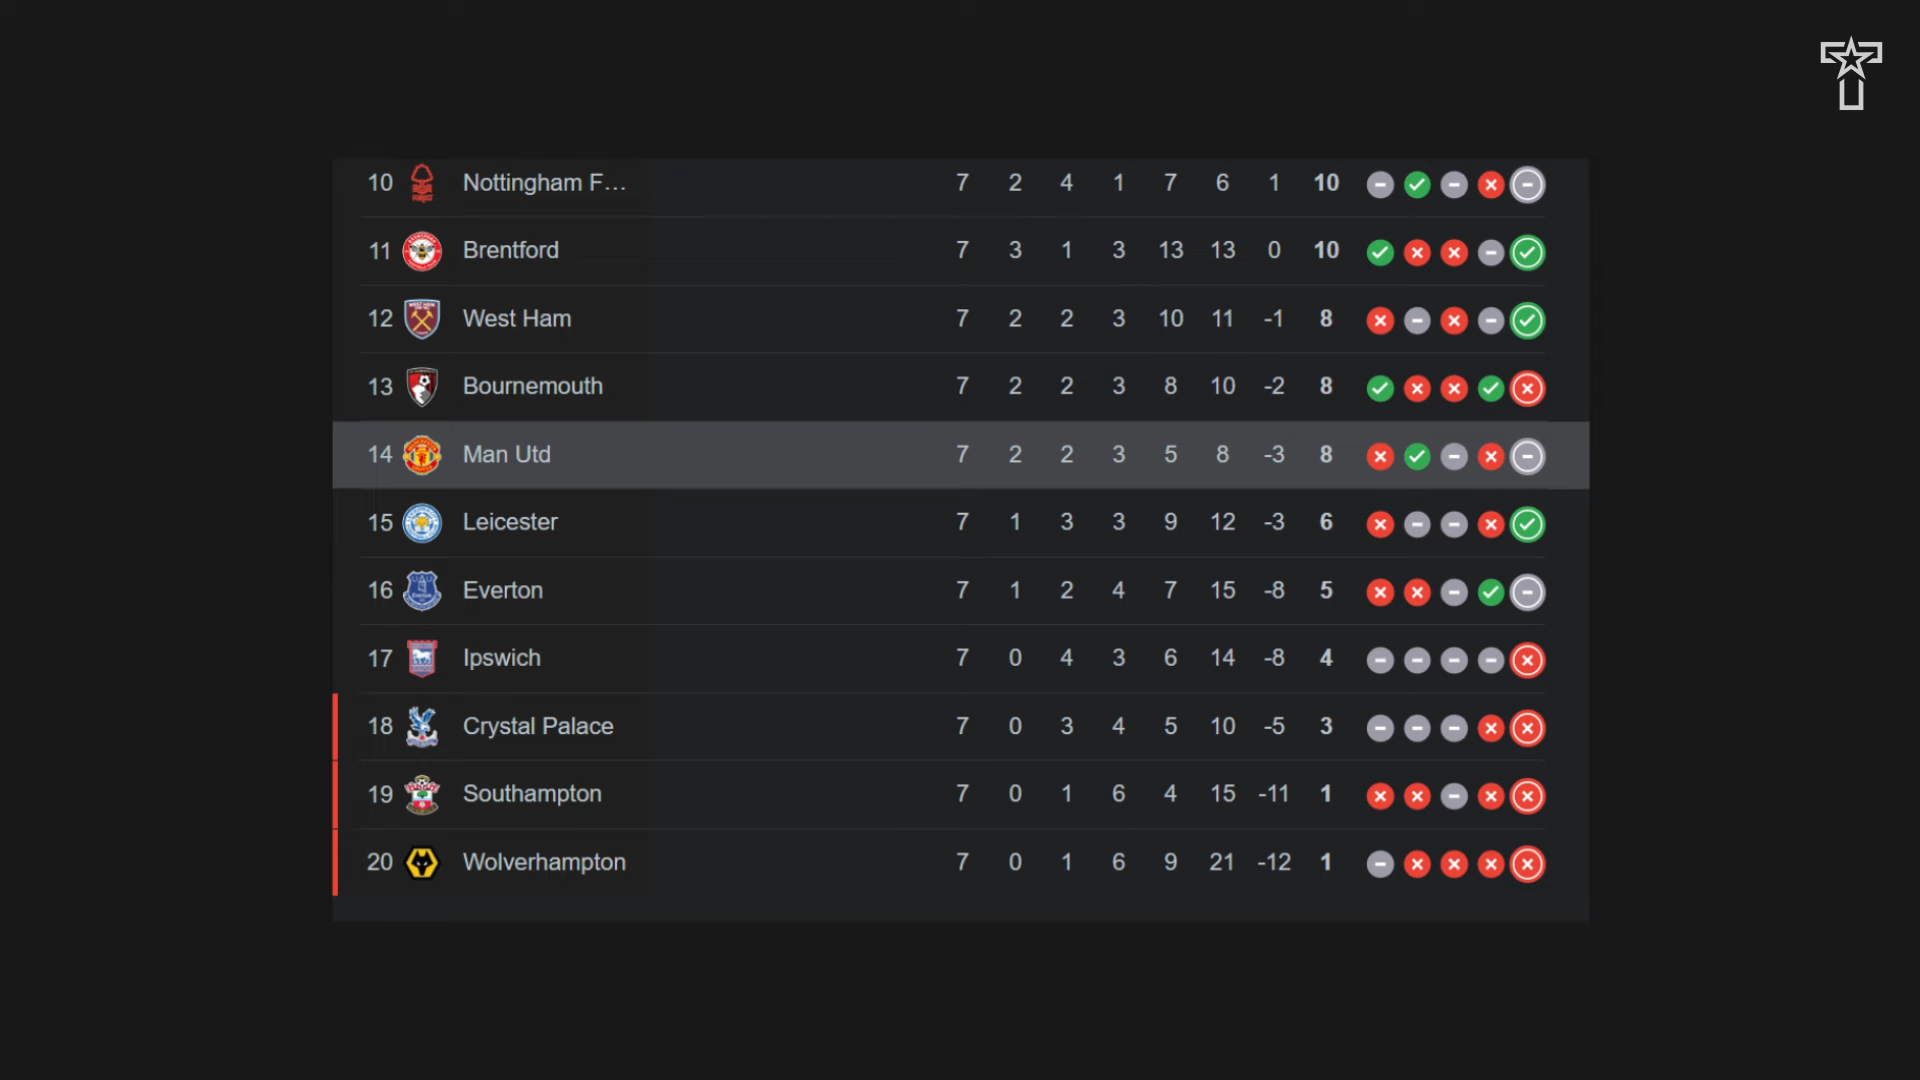 10 Nottingham F... 7 2 4 1 7 6 1 10
11 Brentford 7 3 1 3 13 13 0 10
12 West Ham 7 2 2 3 10 11 -1 8
13 Bournemouth 7 2 2 3 8 10 -2 8
14 Man Utd 7 2 2 3 5 8 -3 8
15 Leicester 7 1 3 3 9 12 -3 6
16 Everton 7 1 2 4 7 15 -8 5
17 Ipswich 7 0 4 3 6 14 -8 4
18 Crystal Palace 7 0 3 4 5 10 -5 3
19 Southampton 7 0 1 6 4 15 -11 1
20 Wolverhampton 7 0 1 6 9 21 -12 1